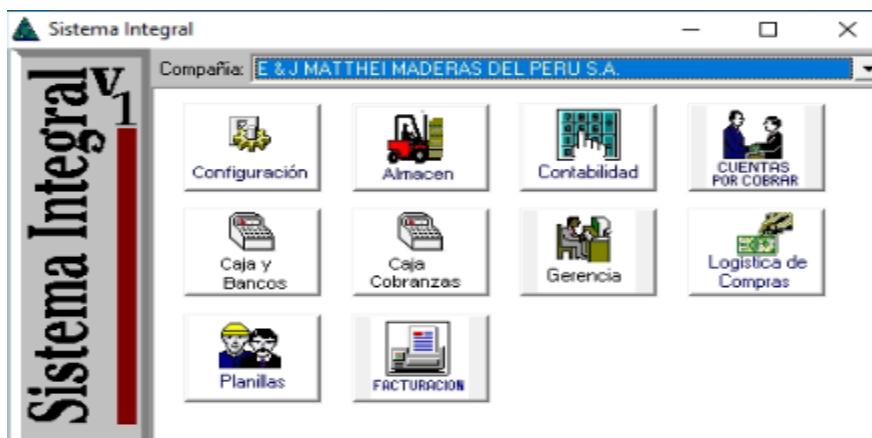 Sistema Integral
Compañia: E & J MATTHEI MADERAS DEL PERU S.A.
Sistema Integral
V1
Configuración
Almacen
Contabilidad
CUENTAS
POR COBRAR
Caja y
Bancos
Caja
Cobranzas
Gerencia
Logistica de
Compras
Planillas
FACTURACION